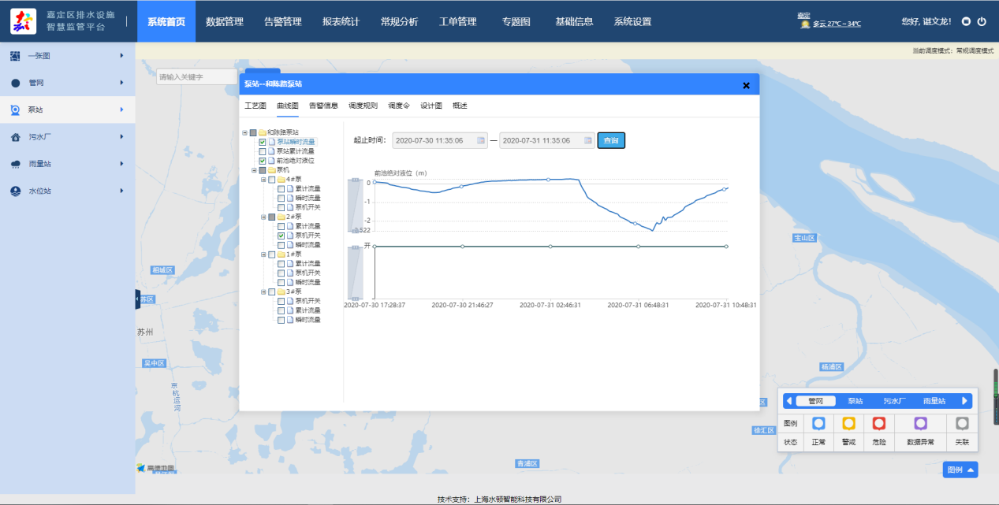 嘉定区排水设施
智慧监管平台
系统首页 数据管理 告警管理 报表统计 常规分析 工单管理 专题图 基础信息 系统设置
嘉定
多云 27℃~34℃
您好, 谌文龙!
当前调度模式：常规调度模式
一张图
管网
泵站
污水厂
雨量站
水位站
请输入关键字
泵站--和陈路泵站
工艺图 曲线图 告警信息 调度规则 调度令 设计图 概述
和陈路泵站
泵站瞬时流量
泵站累计流量
前池绝对液位
泵机
4#泵
累计流量
瞬时流量
泵机开关
2#泵
累计流量
泵机开关
瞬时流量
1#泵
累计流量
泵机开关
瞬时流量
3#泵
泵机开关
累计流量
瞬时流量
起止时间： 2020-07-30 11:35:06 — 2020-07-31 11:35:06 查询
前池绝对液位（m）
0
-1
-2
开
2020-07-30 17:28:37 2020-07-30 21:46:27 2020-07-31 02:46:31 2020-07-31 06:48:31 2020-07-31 10:48:31
相城区
苏区
苏州
吴中区
京杭运河
宝山区
杨浦区
区
徐汇区
青浦区
高德地图
管网 泵站 污水厂 雨量站
图例
状态 正常 警戒 危险 数据异常 失联
图例
技术支持：上海水顿智能科技有限公司